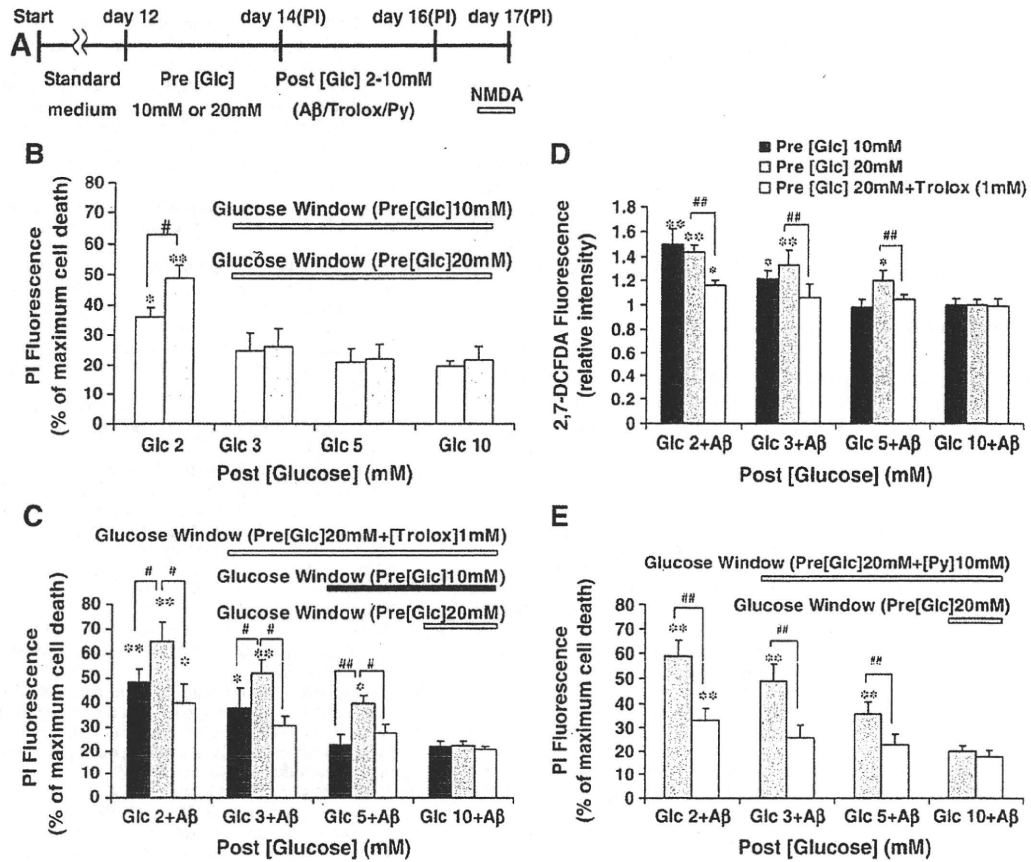 A
Start day 12 day 14(PI) day 16(PI) day 17(PI)
Standard medium
Pre [Glc]
10mM or 20mM
Post [Glc] 2-10mM
(Aβ/Trolox/Py)
NMDA
B
PI Fluorescence
(% of maximum cell death)
80
70
60
50
40
30
20
10
0
Glucose Window (Pre[Glc]10mM)
Glucose Window (Pre[Glc]20mM)
#
*
**
Glc 2 Glc 3 Glc 5 Glc 10
Post [Glucose] (mM)
D
Pre [Glc] 10mM
Pre [Glc] 20mM
Pre [Glc] 20mM+Trolox (1mM)
2,7-DCFDA Fluorescence
(relative intensity)
1.8
1.6
1.4
1.2
1
0.8
0.6
0.4
0.2
0
## ## ##
** ** * * ** *
Glc 2+Aβ Glc 3+Aβ Glc 5+Aβ Glc 10+Aβ
Post [Glucose] (mM)
C
Glucose Window (Pre[Glc]20mM+[Trolox]1mM)
Glucose Window (Pre[Glc]10mM)
Glucose Window (Pre[Glc]20mM)
PI Fluorescence
(% of maximum cell death)
80
70
60
50
40
30
20
10
0
# # # # ## #
** ** * * ** *
Glc 2+Aβ Glc 3+Aβ Glc 5+Aβ Glc 10+Aβ
Post [Glucose] (mM)
E
Glucose Window (Pre[Glc]20mM+[Py]10mM)
Glucose Window (Pre[Glc]20mM)
PI Fluorescence
(% of maximum cell death)
80
70
60
50
40
30
20
10
0
## ## ##
** ** ** **
Glc 2+Aβ Glc 3+Aβ Glc 5+Aβ Glc 10+Aβ
Post [Glucose] (mM)